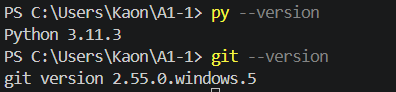 PS C:\Users\Kaon\A1-1> py --version
Python 3.11.3
PS C:\Users\Kaon\A1-1> git --version
git version 2.55.0.windows.5